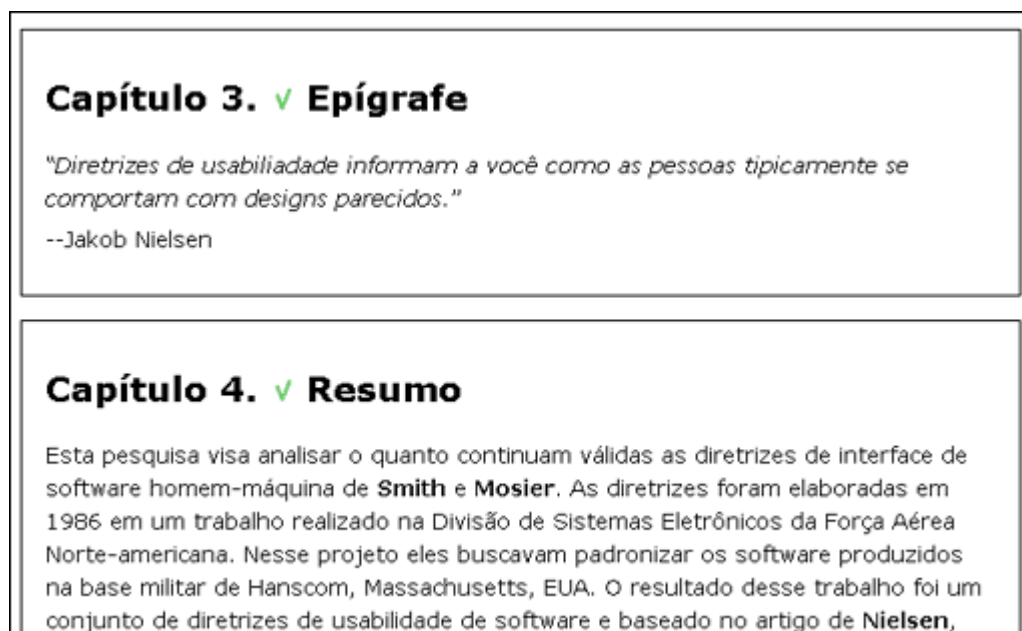 Capítulo 3. √ Epígrafe
"Diretrizes de usabiliadade informam a você como as pessoas tipicamente se
comportam com designs parecidos."
--Jakob Nielsen
Capítulo 4. √ Resumo
Esta pesquisa visa analisar o quanto continuam válidas as diretrizes de interface de
software homem-máquina de Smith e Mosier. As diretrizes foram elaboradas em
1986 em um trabalho realizado na Divisão de Sistemas Eletrônicos da Força Aérea
Norte-americana. Nesse projeto eles buscavam padronizar os software produzidos
na base militar de Hanscom, Massachusetts, EUA. O resultado desse trabalho foi um
conjunto de diretrizes de usabilidade de software e baseado no artigo de Nielsen,